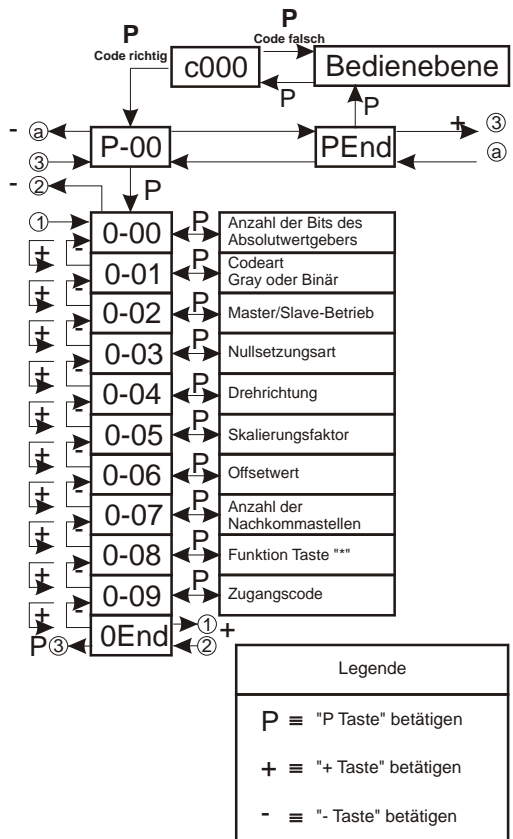 P
P
Code falsch
Code richtig
c000
Bedienebene
P
P
- ⓐ
P-00
PEnd
+ ③
③
ⓐ
- ②
P
①
0-00
P
Anzahl der Bits des
Absolutwertgebers
+ -
0-01
P
Codeart
Gray oder Binär
+ -
0-02
P
Master/Slave-Betrieb
+ -
0-03
P
Nullsetzungsart
+ -
0-04
P
Drehrichtung
+ -
0-05
P
Skalierungsfaktor
+ -
0-06
P
Offsetwert
+ -
0-07
P
Anzahl der
Nachkommastellen
+ -
0-08
P
Funktion Taste "*"
+ -
0-09
P
Zugangscode
+ -
P③
0End
① +
②
Legende
P ≡ "P Taste" betätigen
+ ≡ "+ Taste" betätigen
- ≡ "- Taste" betätigen